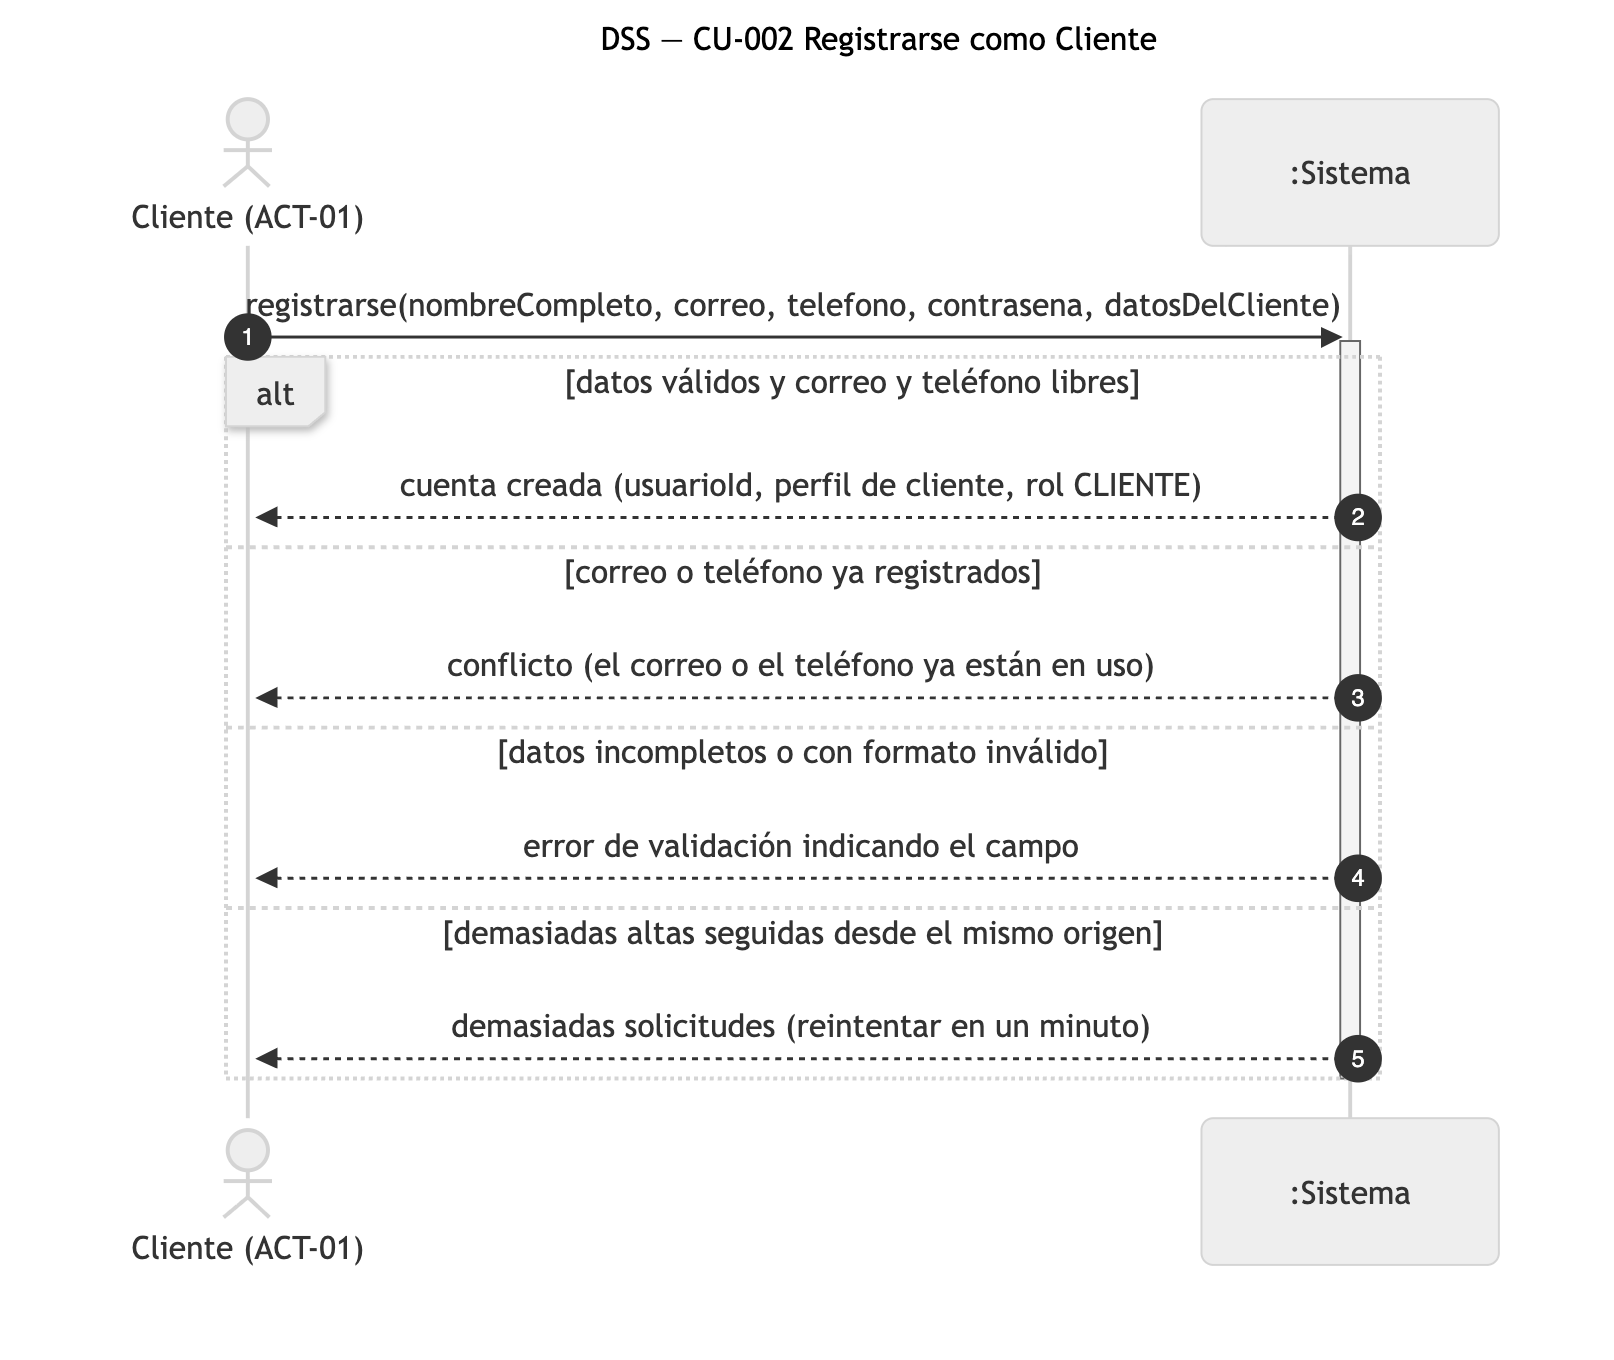 DSS — CU-002 Registrarse como Cliente
Cliente (ACT-01)
:Sistema
registrarse(nombreCompleto, correo, telefono, contrasena, datosDelCliente)
1
alt
[datos válidos y correo y teléfono libres]
cuenta creada (usuarioId, perfil de cliente, rol CLIENTE)
2
[correo o teléfono ya registrados]
conflicto (el correo o el teléfono ya están en uso)
3
[datos incompletos o con formato inválido]
error de validación indicando el campo
4
[demasiadas altas seguidas desde el mismo origen]
demasiadas solicitudes (reintentar en un minuto)
5
Cliente (ACT-01)
:Sistema